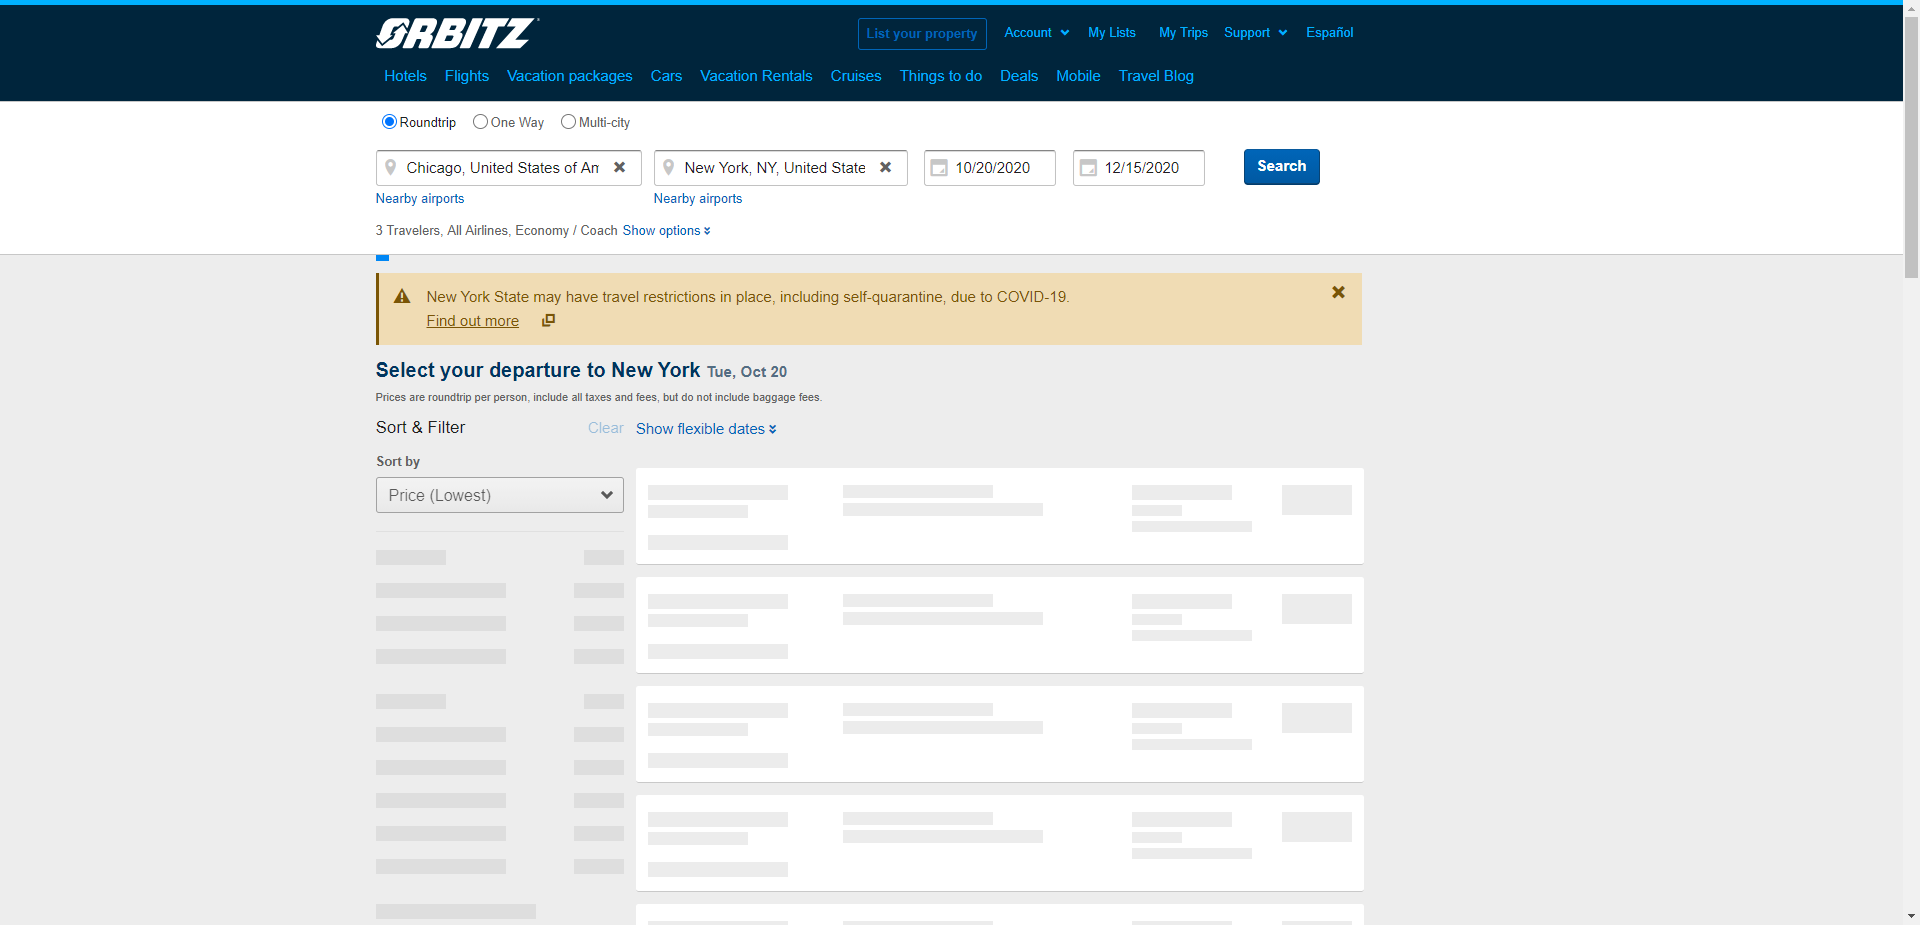 ORBITZ
List your property
Account
My Lists
My Trips
Support
Español
Hotels
Flights
Vacation packages
Cars
Vacation Rentals
Cruises
Things to do
Deals
Mobile
Travel Blog
Roundtrip
One Way
Multi-city
Chicago, United States of Am
New York, NY, United State
10/20/2020
12/15/2020
Search
Nearby airports
Nearby airports
3 Travelers, All Airlines, Economy / Coach Show options
New York State may have travel restrictions in place, including self-quarantine, due to COVID-19.
Find out more
Select your departure to New York Tue, Oct 20
Prices are roundtrip per person, include all taxes and fees, but do not include baggage fees.
Sort & Filter
Clear
Show flexible dates
Sort by
Price (Lowest)